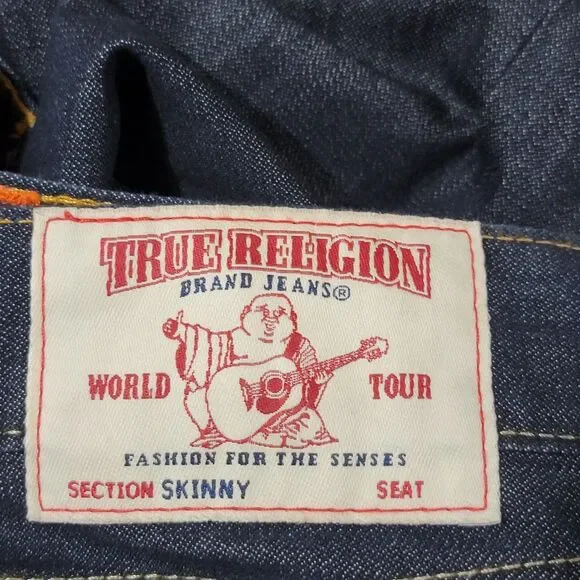 TRUE RELIGION
BRAND JEANS®
WORLD TOUR
FASHION FOR THE SENSES
SECTION SKINNY SEAT